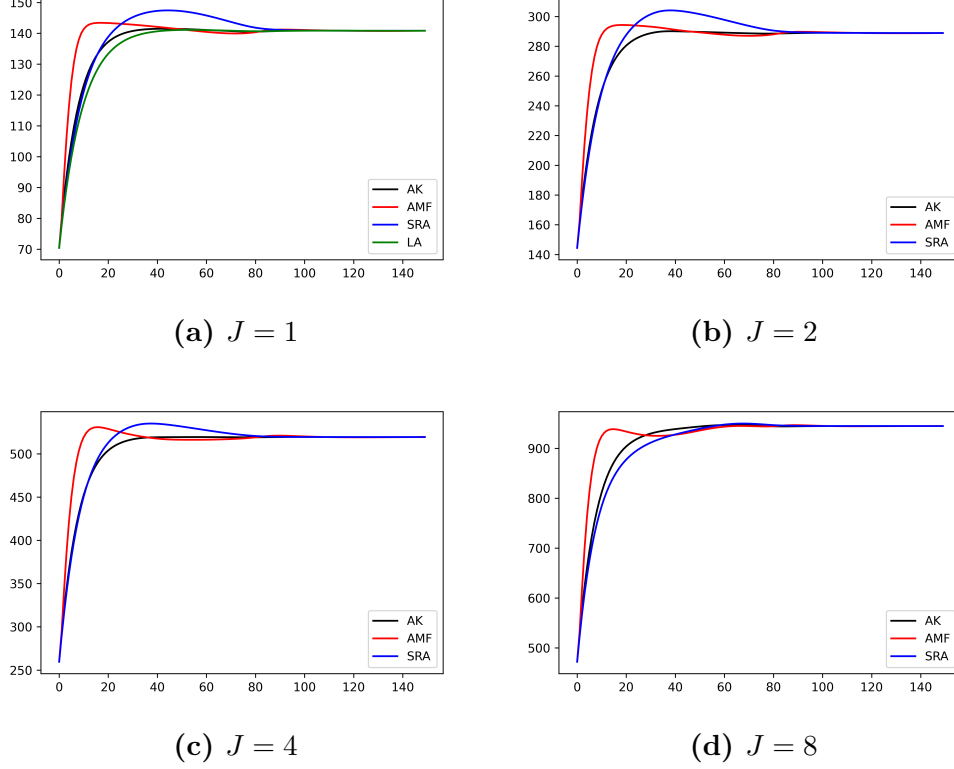 150
140
130
120
110
100
90
80
70
0 20 40 60 80 100 120 140
AK
AMF
SRA
LA
(a) J = 1
300
280
260
240
220
200
180
160
140
0 20 40 60 80 100 120 140
AK
AMF
SRA
(b) J = 2
500
450
400
350
300
250
0 20 40 60 80 100 120 140
AK
AMF
SRA
(c) J = 4
900
800
700
600
500
0 20 40 60 80 100 120 140
AK
AMF
SRA
(d) J = 8